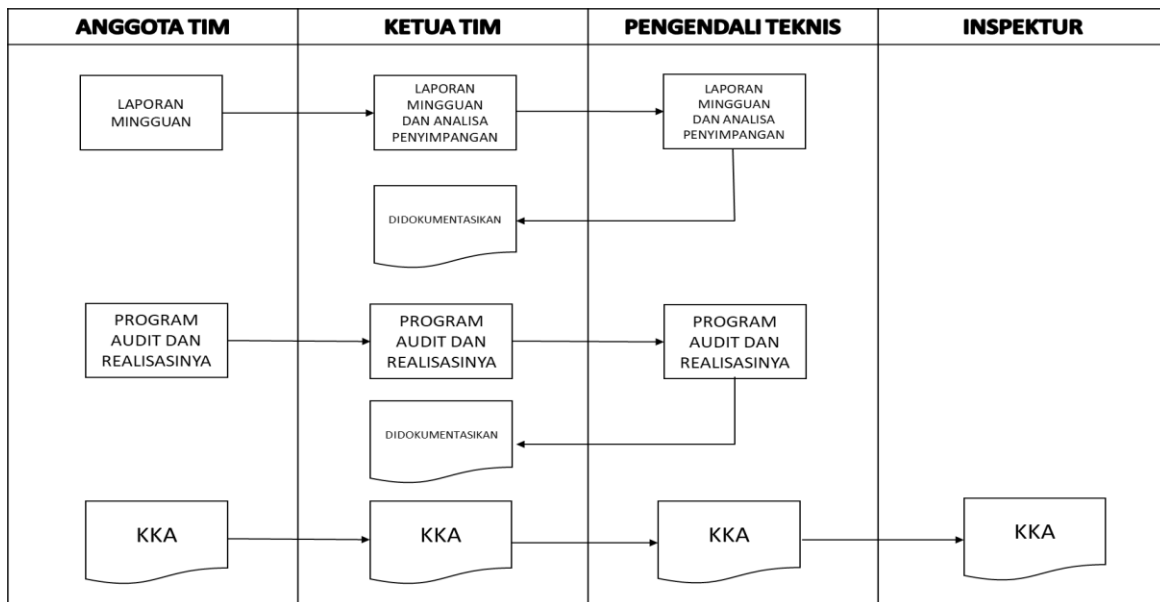 ANGGOTA TIM
KETUA TIM
PENGENDALI TEKNIS
INSPEKTUR
LAPORAN
MINGGUAN
LAPORAN
MINGGUAN
DAN ANALISA
PENYIMPANGAN
LAPORAN
MINGGUAN
DAN ANALISA
PENYIMPANGAN
DIDOKUMENTASIKAN
PROGRAM
AUDIT DAN
REALISASINYA
PROGRAM
AUDIT DAN
REALISASINYA
PROGRAM
AUDIT DAN
REALISASINYA
DIDOKUMENTASIKAN
KKA
KKA
KKA
KKA